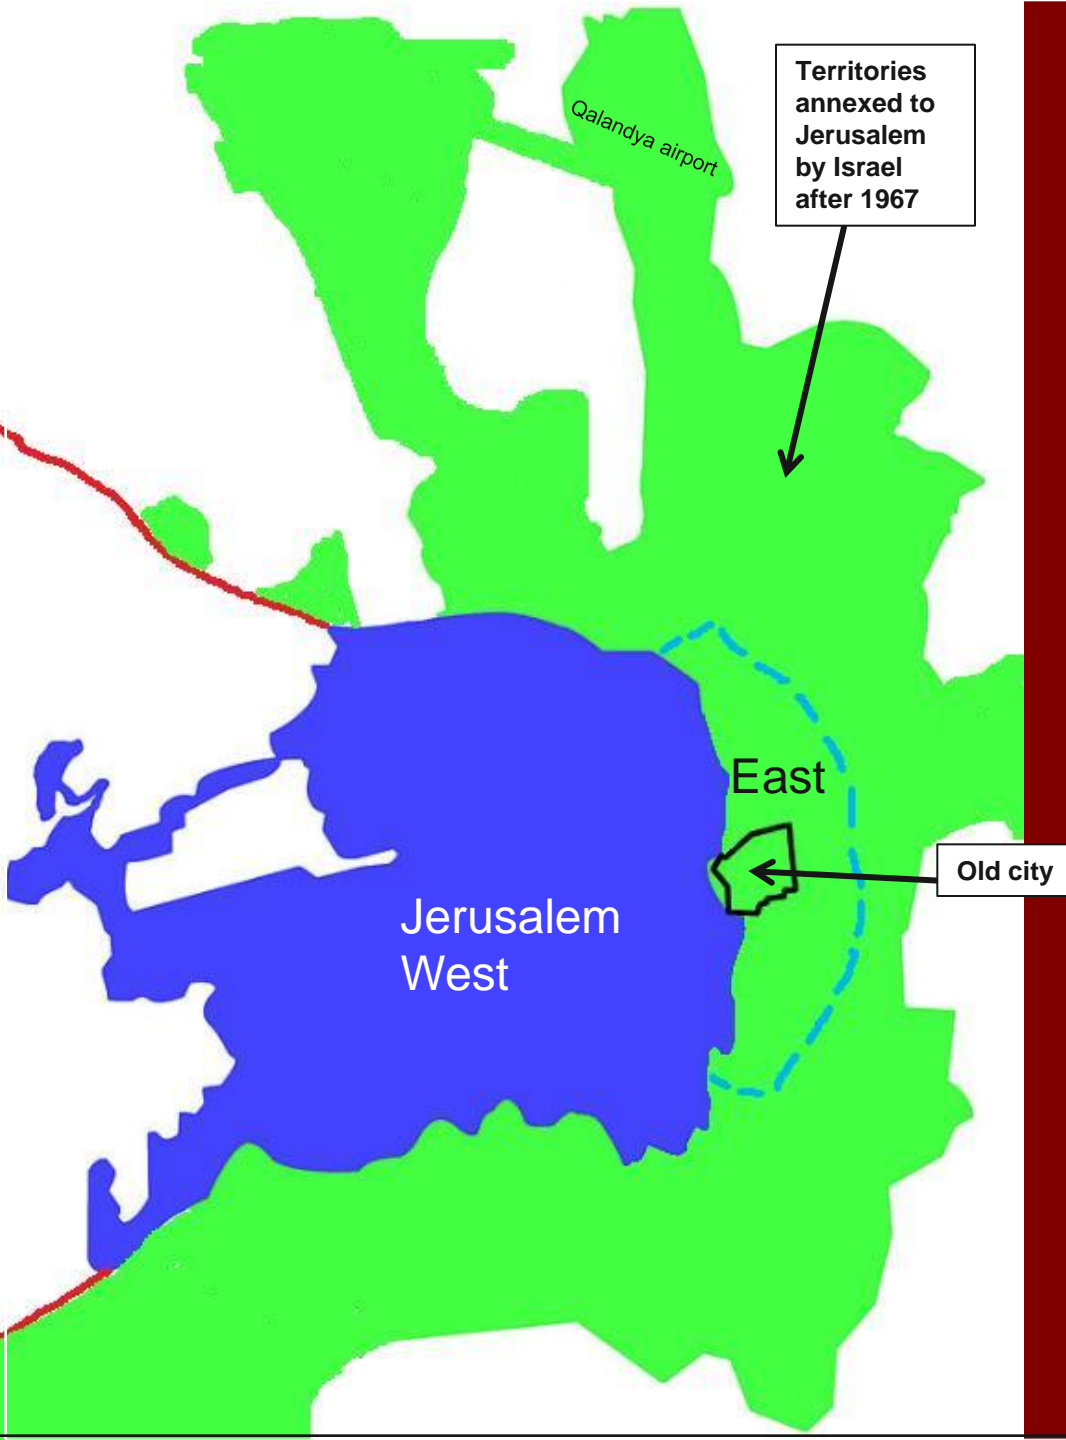 Qalandya airport
Territories
annexed to
Jerusalem
by Israel
after 1967
East
Old city
Jerusalem
West